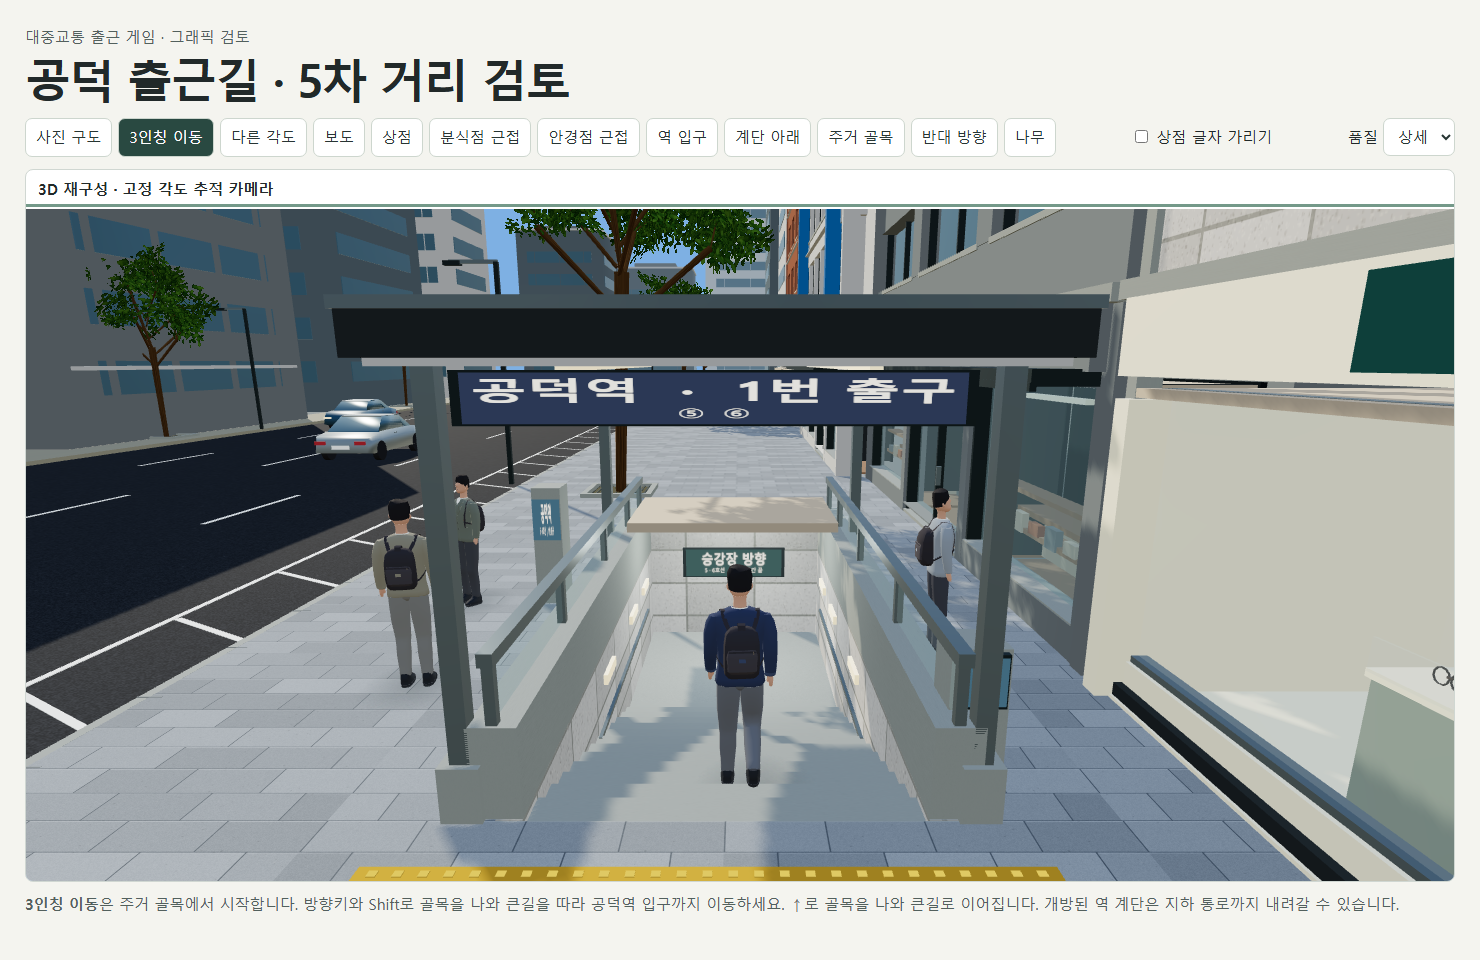 대중교통 출근 게임 · 그래픽 검토
공덕 출근길 · 5차 거리 검토
사진 구도
3인칭 이동
다른 각도
보도
상점
분식점 근접
안경점 근접
역 입구
계단 아래
주거 골목
반대 방향
나무
상점 글자 가리기
품질
상세
3D 재구성 · 고정 각도 추적 카메라
공덕역 · 1번 출구
⑤ ⑥
공덕역
승강장 방향
3인칭 이동은 주거 골목에서 시작합니다. 방향키와 Shift로 골목을 나와 큰길을 따라 공덕역 입구까지 이동하세요. ↑로 골목을 나와 큰길로 이어집니다. 개방된 역 계단은 지하 통로까지 내려갈 수 있습니다.